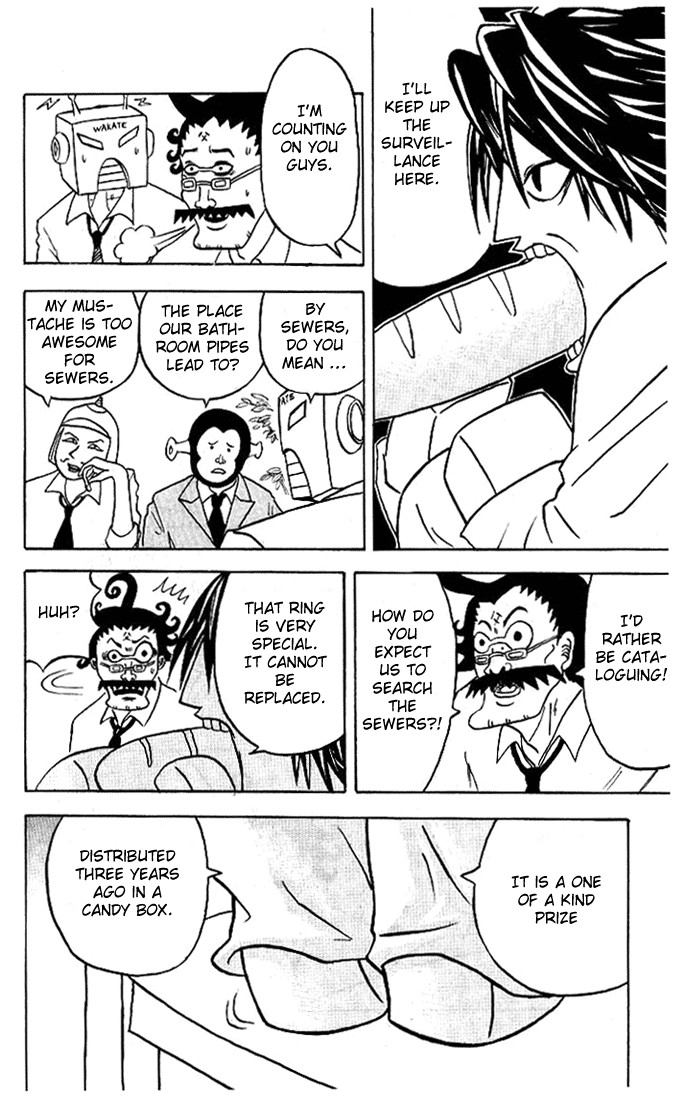 I'LL
KEEP UP
THE
SURVEIL-
LANCE
HERE.
I'M
COUNTING
ON YOU
GUYS.
WAKATE
BY
SEWERS,
DO YOU
MEAN ...
THE PLACE
OUR BATH-
ROOM PIPES
LEAD TO?
MY MUS-
TACHE IS TOO
AWESOME
FOR
SEWERS.
ATE
I'D
RATHER
BE CATA-
LOGUING!
HOW DO
YOU
EXPECT
US TO
SEARCH
THE
SEWERS?!
THAT RING
IS VERY
SPECIAL.
IT CANNOT
BE
REPLACED.
HUH?
IT IS A ONE
OF A KIND
PRIZE
DISTRIBUTED
THREE YEARS
AGO IN A
CANDY BOX.